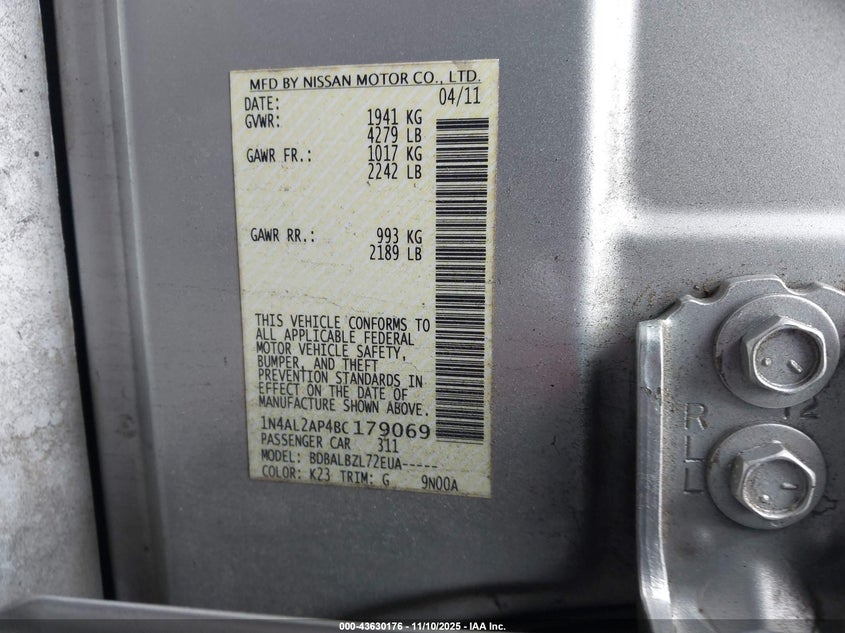 MFD BY NISSAN MOTOR CO., LTD.
DATE: 04/11
GVWR: 1941 KG
4279 LB
GAWR FR.: 1017 KG
2242 LB
GAWR RR.: 993 KG
2189 LB
THIS VEHICLE CONFORMS TO
ALL APPLICABLE FEDERAL
MOTOR VEHICLE SAFETY,
BUMPER, AND THEFT
PREVENTION STANDARDS IN
EFFECT ON THE DATE OF
MANUFACTURE SHOWN ABOVE.
1N4AL2AP4BC179069
PASSENGER CAR 311
MODEL: BDBALBZL72EUA-----
COLOR: K23 TRIM: G 9N00A
R 12
L
L
000-43630176 - 11/10/2025 - IAA Inc.